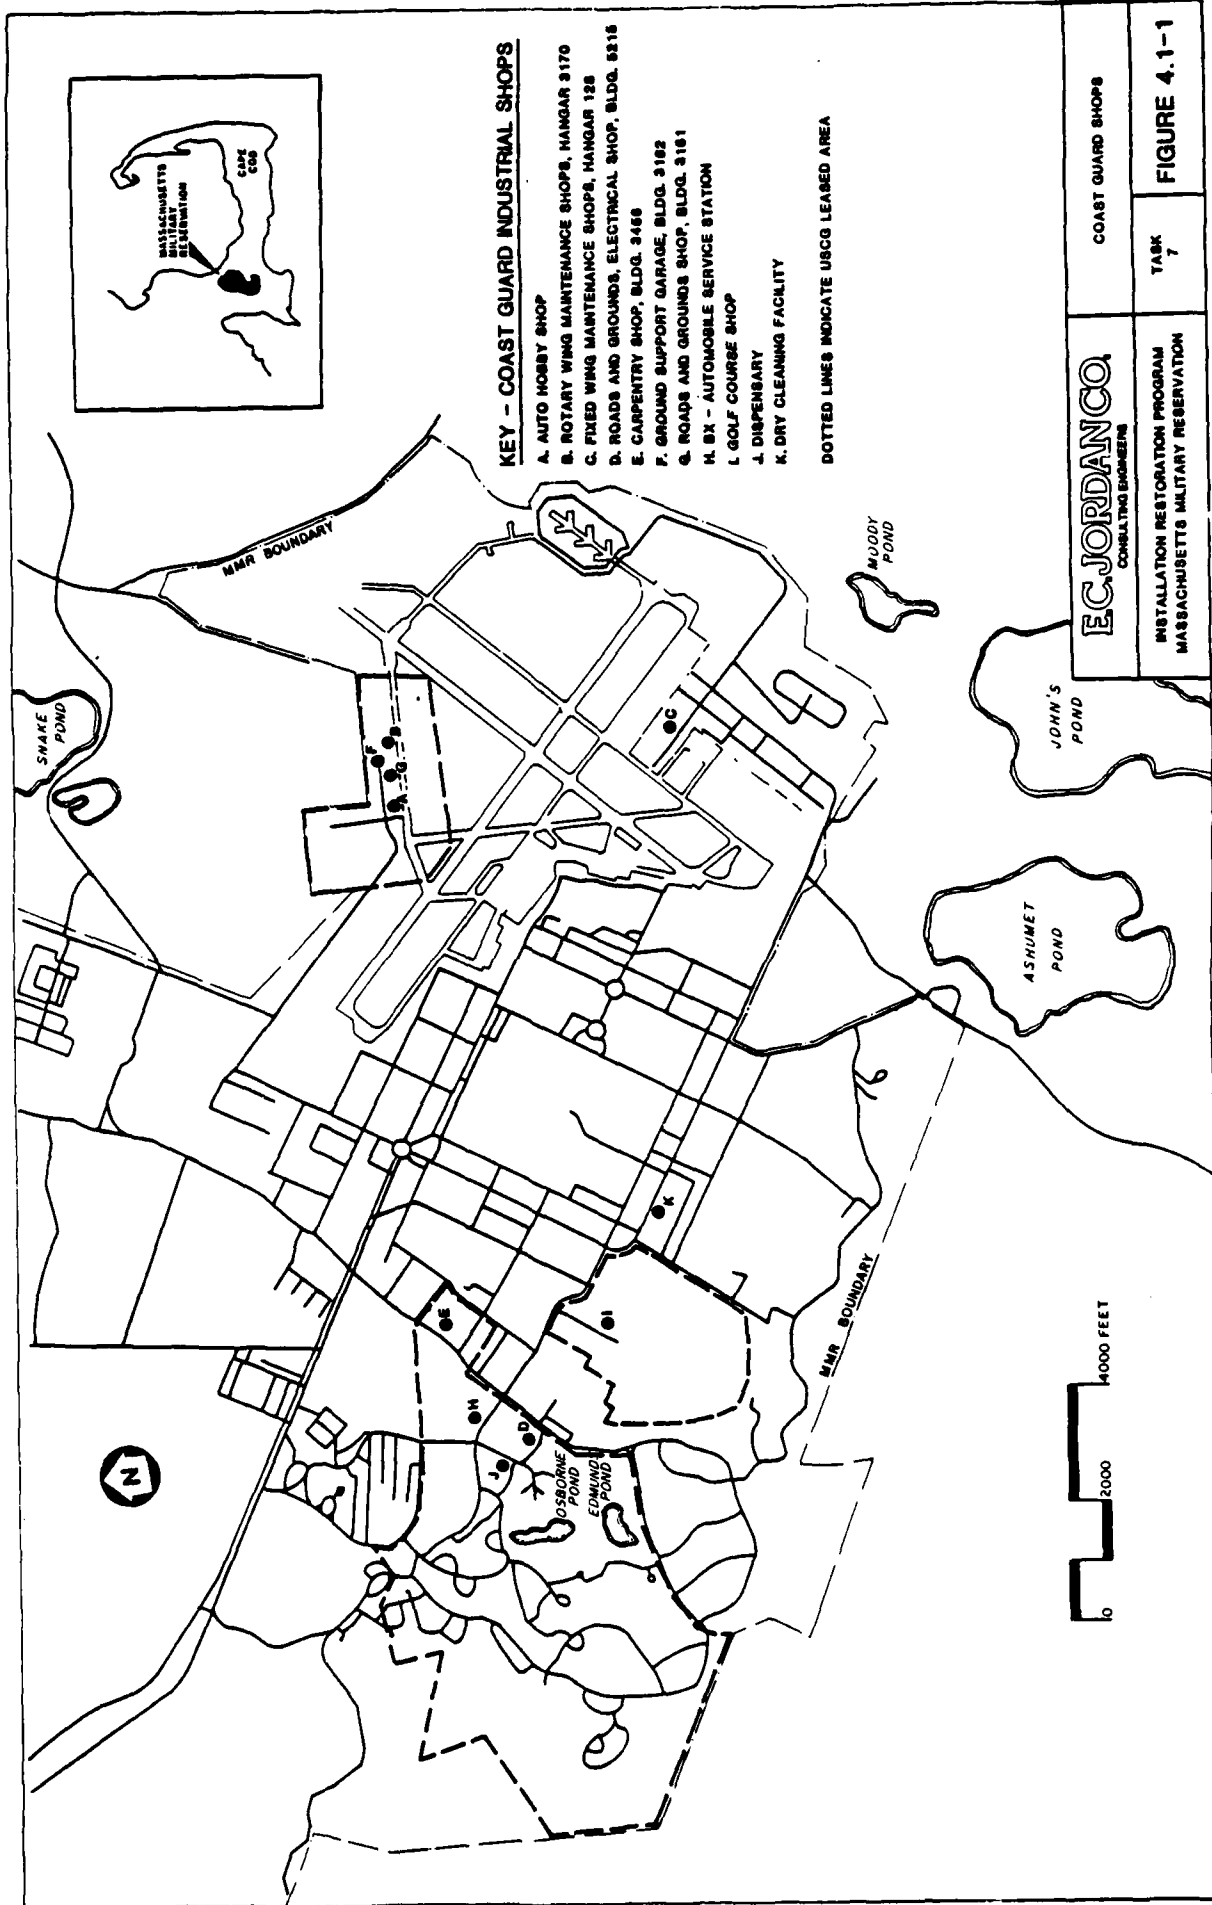 MASSACHUSETTS
MILITARY
RESERVATION
CAPE
COD
KEY - COAST GUARD INDUSTRIAL SHOPS
A. AUTO HOBBY SHOP
B. ROTARY WING MAINTENANCE SHOPS, HANGAR 3170
C. FIXED WING MAINTENANCE SHOPS, HANGAR 128
D. ROADS AND GROUNDS, ELECTRICAL SHOP, BLDG. 5215
E. CARPENTRY SHOP, BLDG. 3456
F. GROUND SUPPORT GARAGE, BLDG. 3162
G. ROADS AND GROUNDS SHOP, BLDG. 3161
H. BX - AUTOMOBILE SERVICE STATION
I. GOLF COURSE SHOP
J. DISPENSARY
K. DRY CLEANING FACILITY
DOTTED LINES INDICATE USCG LEASED AREA
SNAKE
POND
MMR BOUNDARY
F
B
G
A
C
MOODY
POND
JOHN'S
POND
ASHUMET
POND
K
E
I
H
D
J
OSBORNE
POND
EDMUNDS
POND
MMR BOUNDARY
N
0
2000
4000 FEET
E.C. JORDAN CO.
CONSULTING ENGINEERS
COAST GUARD SHOPS
INSTALLATION RESTORATION PROGRAM
MASSACHUSETTS MILITARY RESERVATION
TASK
7
FIGURE 4.1-1